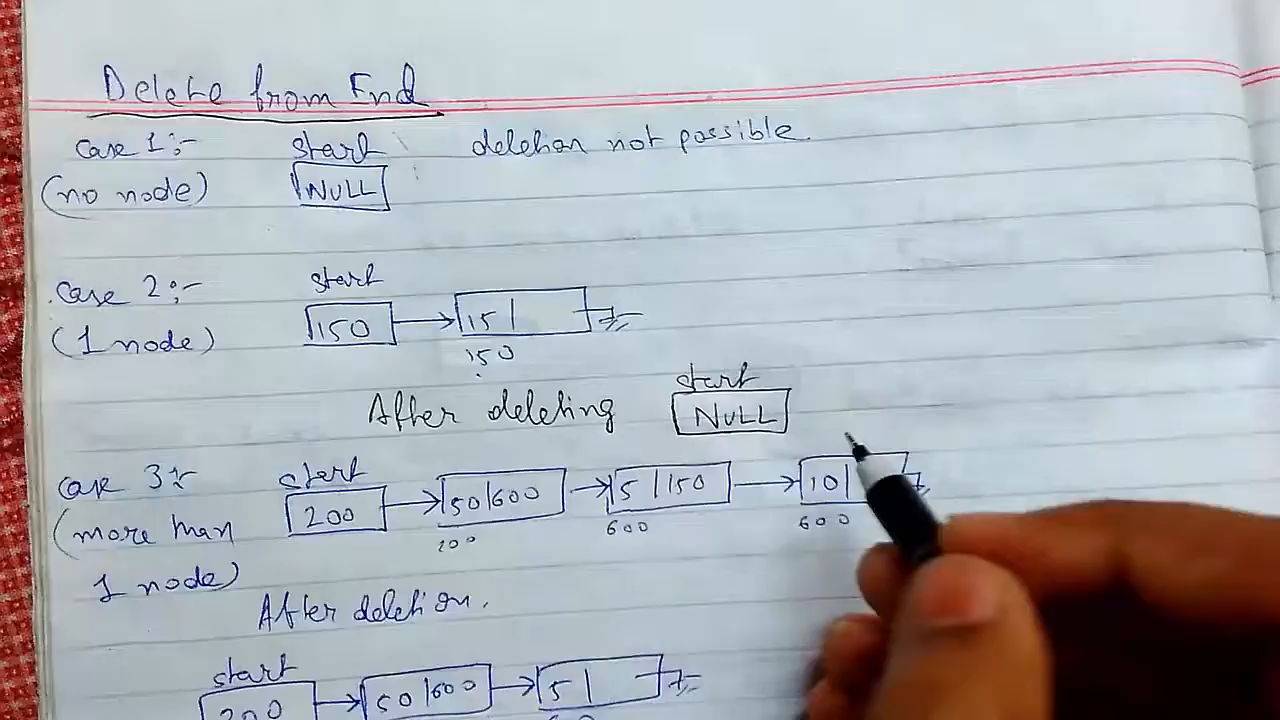 Delete from End
Case 1:- start deletion not possible.
(no node) NULL
Case 2:- start
(1 node) 150 15
150
After deleting start
NULL
Case 3:- start
(more than 200 50 600 5 150 10
200 600 600
1 node)
After deletion.
start
200 50 600 5